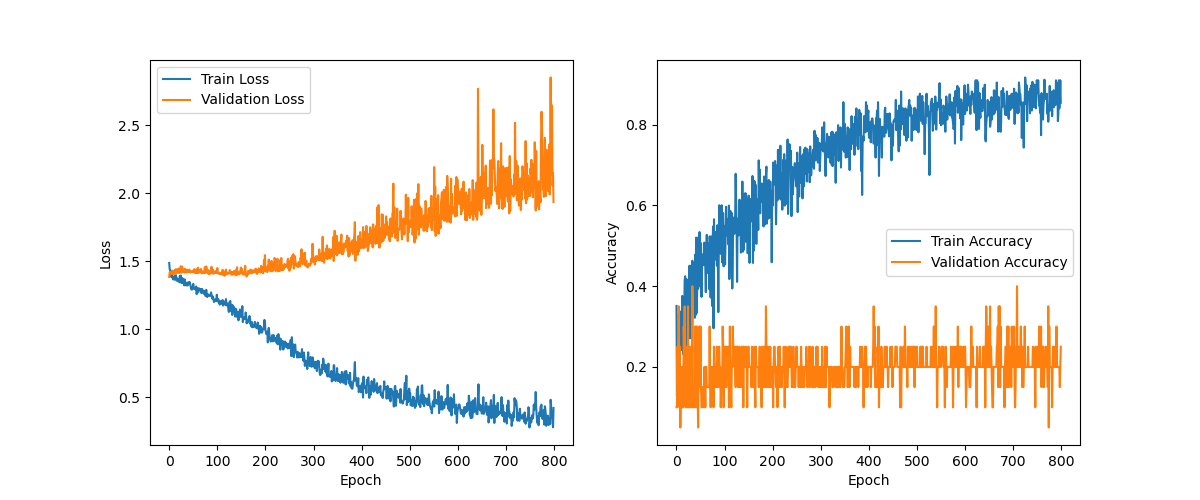 Train Loss
Validation Loss
2.5
2.0
1.5
1.0
0.5
Loss
0 100 200 300 400 500 600 700 800
Epoch
Train Accuracy
Validation Accuracy
0.8
0.6
0.4
0.2
Accuracy
0 100 200 300 400 500 600 700 800
Epoch